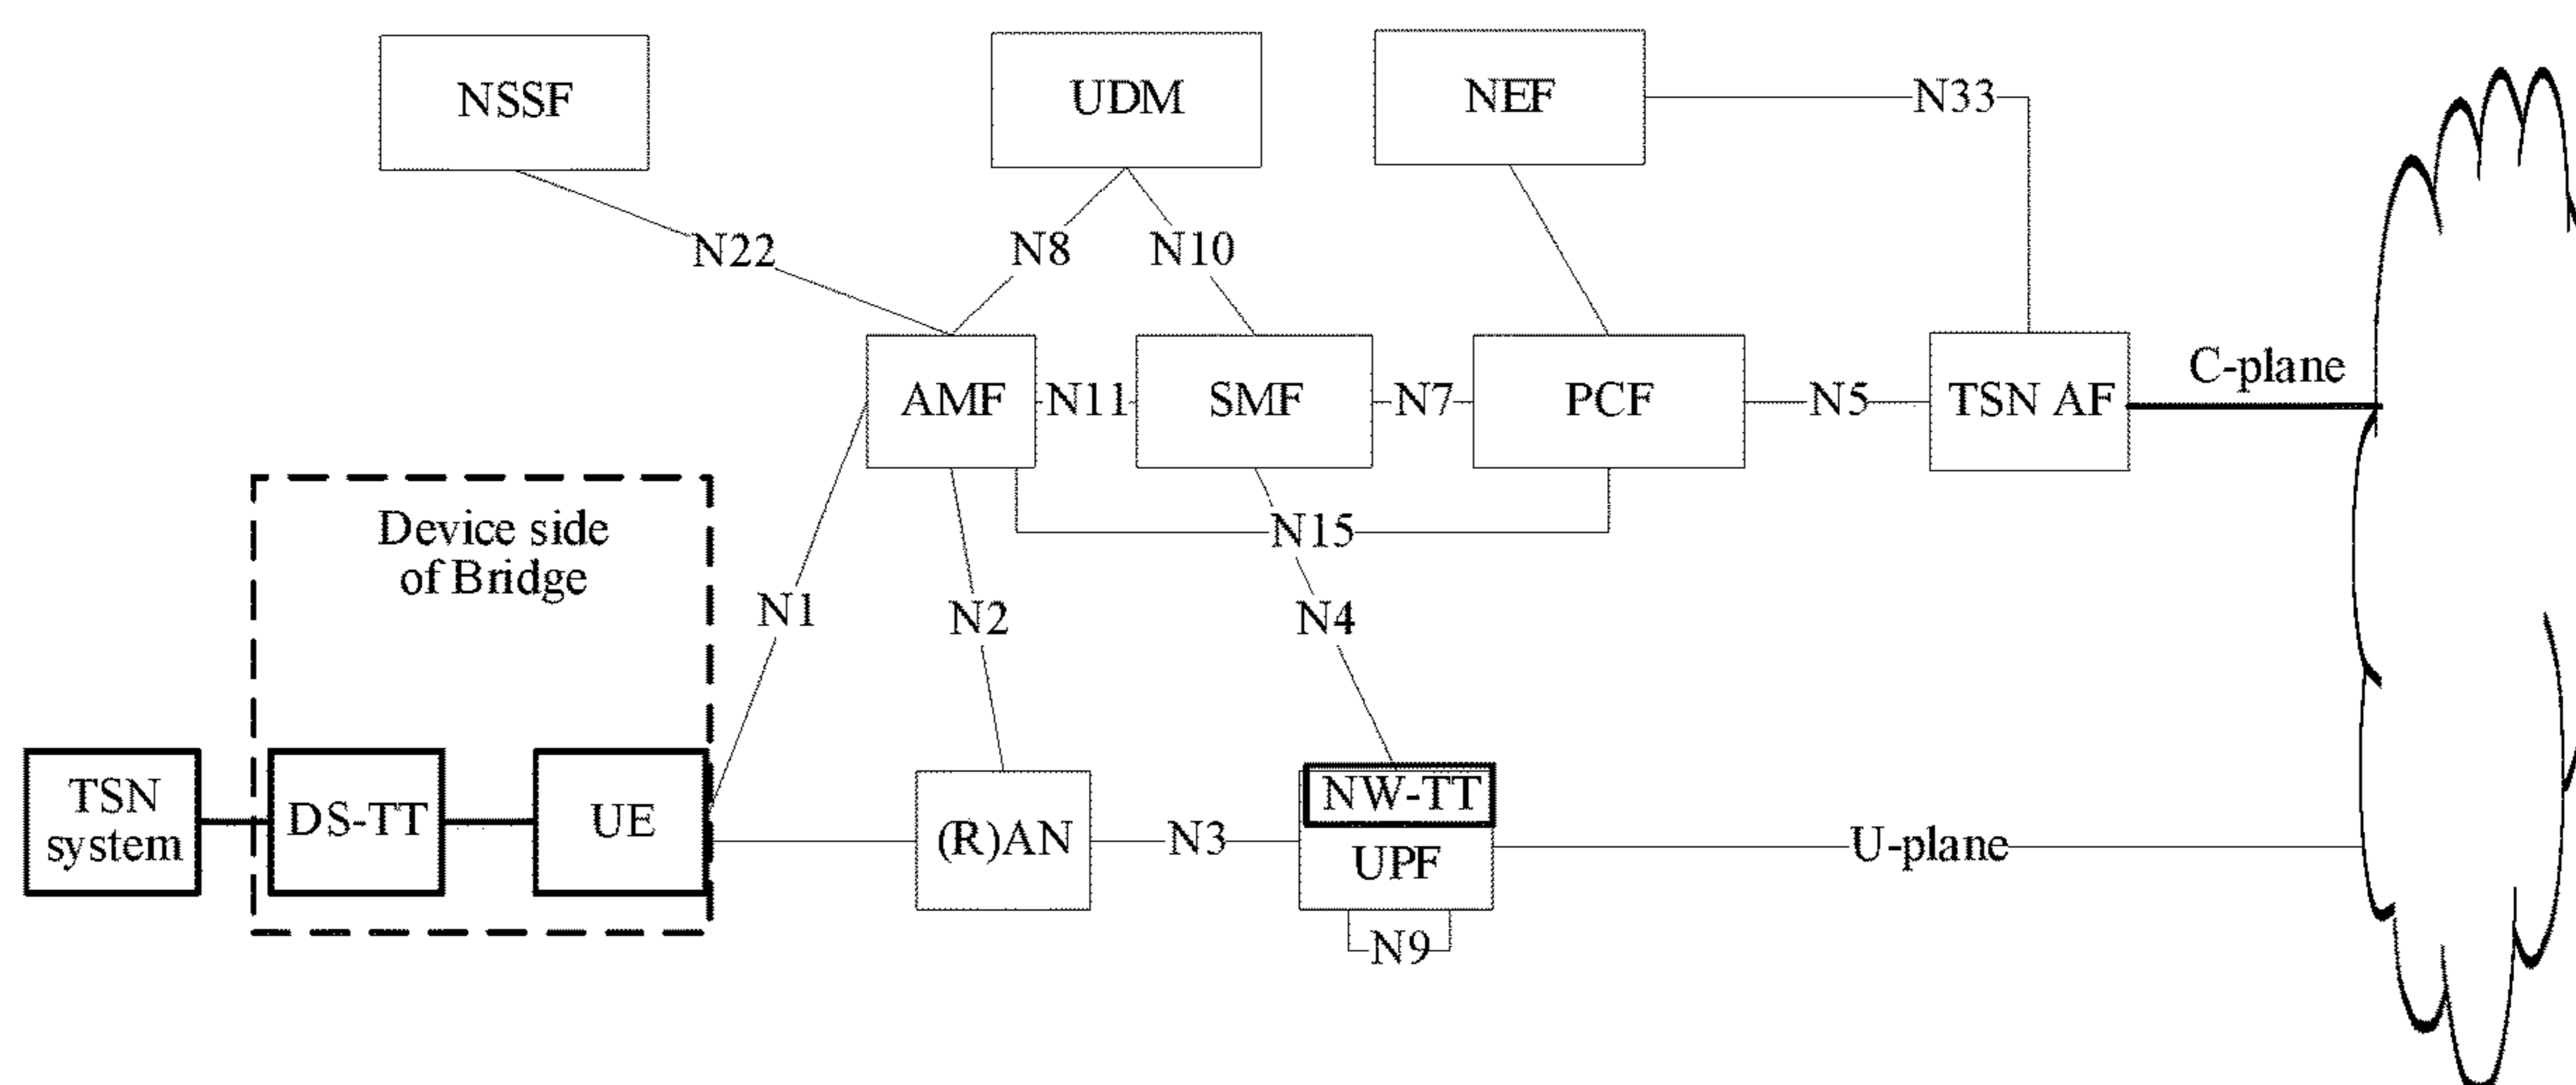 NSSF
UDM
NEF
N33
N22
N8
N10
AMF
N11
SMF
N7
PCF
N5
TSN AF
C-plane
Device side
of Bridge
N15
N1
N2
N4
TSN
system
DS-TT
UE
(R)AN
N3
NW-TT
UPF
U-plane
N9